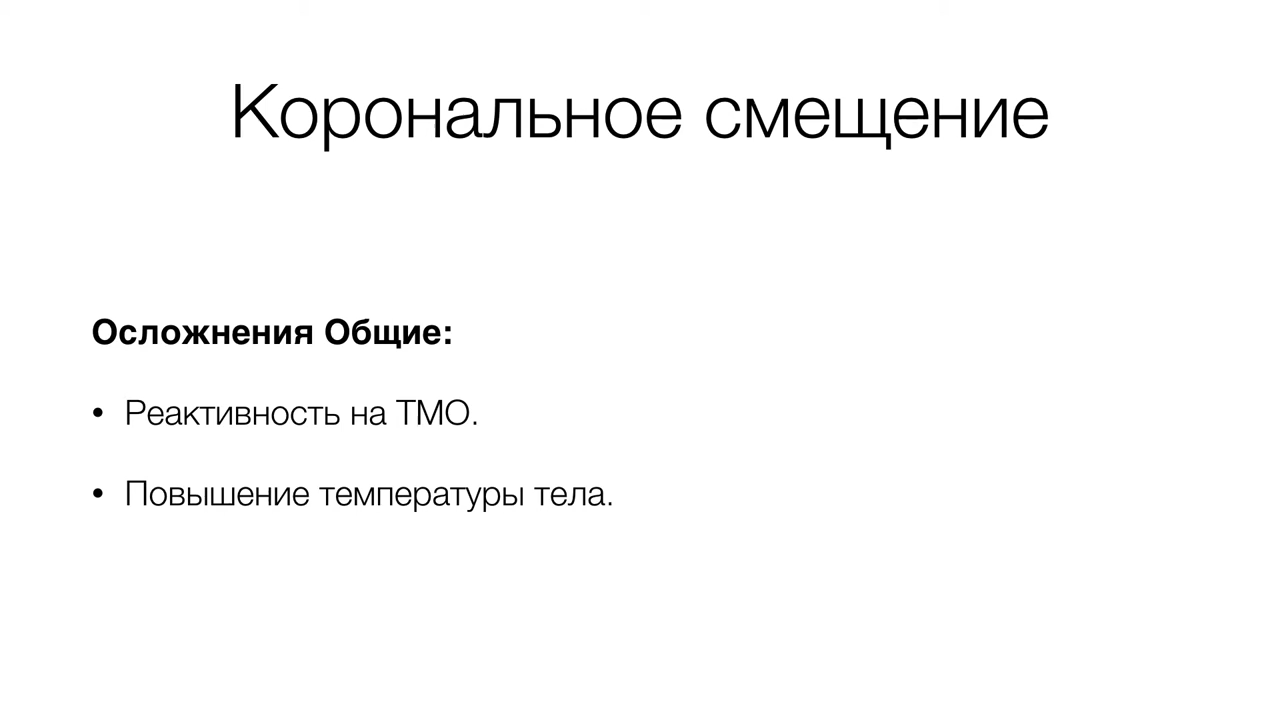 Корональное смещение
Осложнения Общие:
• Реактивность на ТМО.
• Повышение температуры тела.